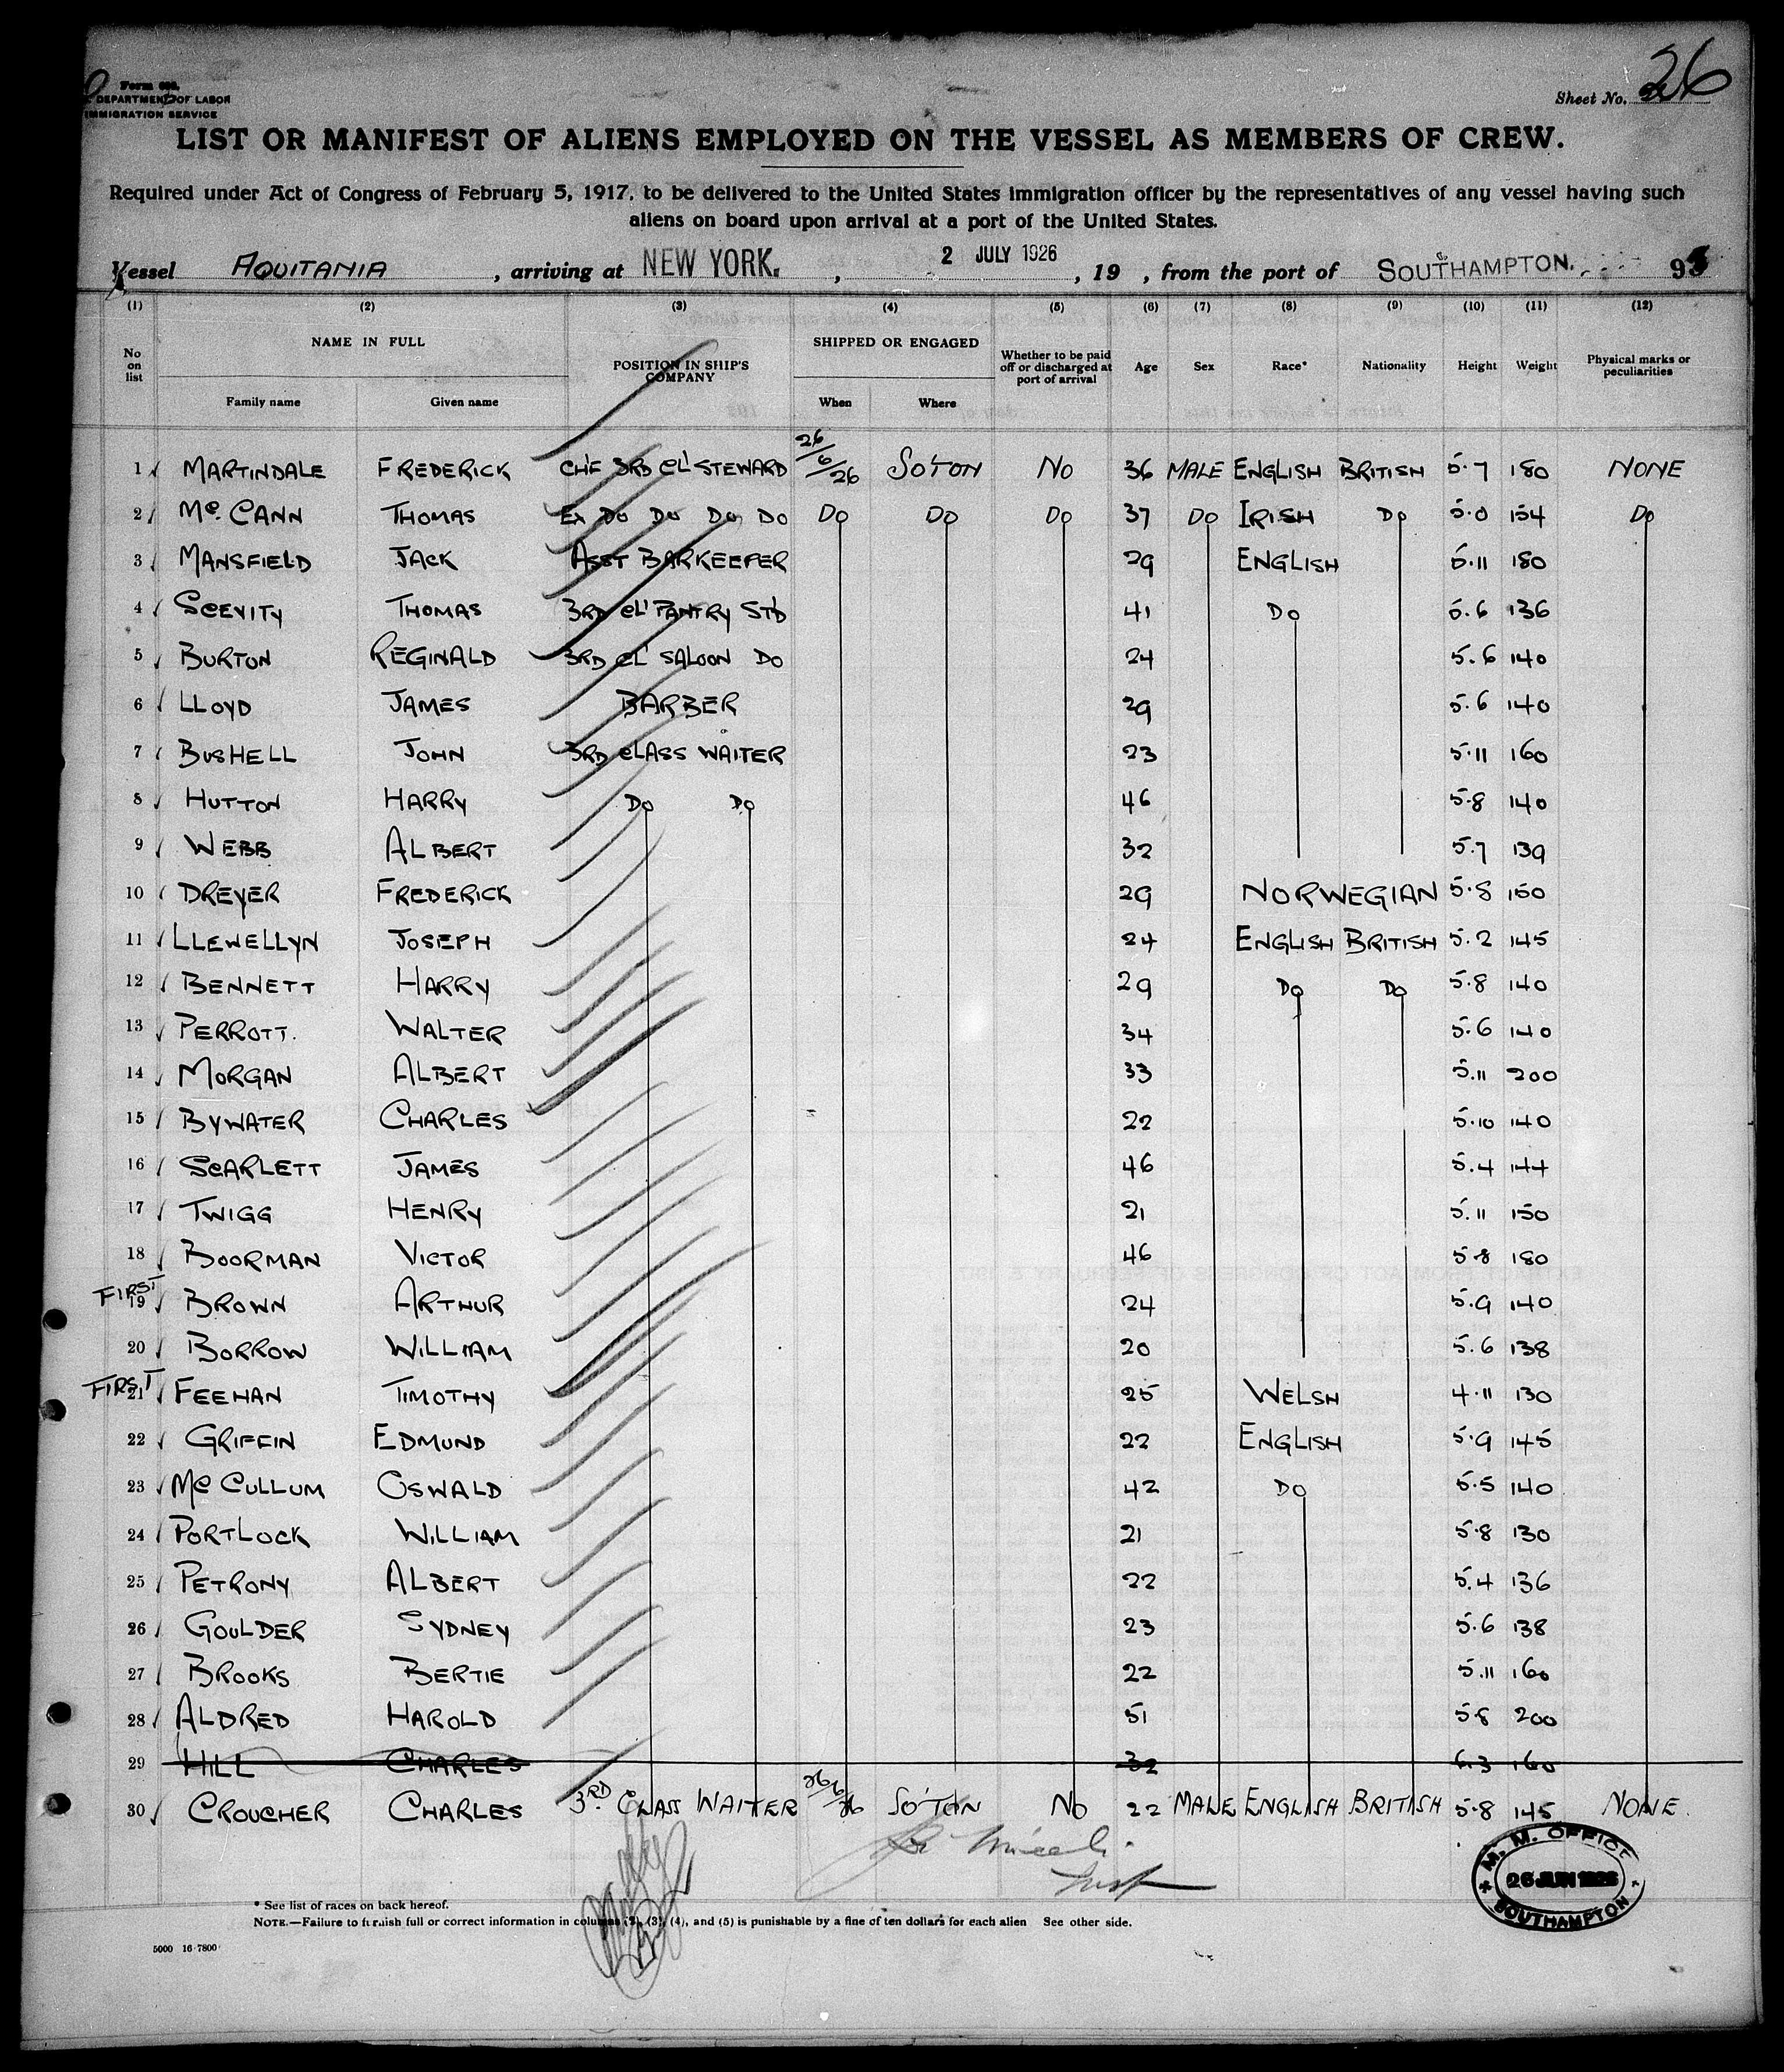 Form 680.
DEPARTMENT OF LABOR
IMMIGRATION SERVICE
Sheet No. 26
LIST OR MANIFEST OF ALIENS EMPLOYED ON THE VESSEL AS MEMBERS OF CREW.
Required under Act of Congress of February 5, 1917, to be delivered to the United States immigration officer by the representatives of any vessel having such
aliens on board upon arrival at a port of the United States.
Vessel AQUITANIA, arriving at NEW YORK., 2 JULY 1926, 19 , from the port of SOUTHAMPTON.
(1) (2) (3) (4) (5) (6) (7) (8) (9) (10) (11) (12)
No on list NAME IN FULL Family name Given name POSITION IN SHIP'S COMPANY SHIPPED OR ENGAGED When Where Whether to be paid off or discharged at port of arrival Age Sex Race* Nationality Height Weight Physical marks or peculiarities
1 MARTINDALE FREDERICK CH'F 3RD CL' STEWARD 26/6/26 SO'TON NO 36 MALE ENGLISH BRITISH 5.7 180 NONE
2 Mc.CANN THOMAS Ex DO DO DO DO DO DO DO 37 DO IRISH DO 5.0 154 DO
3 MANSFIELD JACK ASST BARKEEPER 29 ENGLISH 5.11 180
4 SCEVITY THOMAS 3RD CL' PANTRY STD 41 DO 5.6 136
5 BURTON REGINALD 3RD CL' SALOON DO 24 5.6 140
6 LLOYD JAMES BARBER 29 5.6 140
7 BUSHELL JOHN 3RD CLASS WAITER 23 5.11 160
8 HUTTON HARRY DO DO 46 5.8 140
9 WEBB ALBERT 32 5.7 139
10 DREYER FREDERICK 29 NORWEGIAN 5.8 150
11 LLEWELLYN JOSEPH 24 ENGLISH BRITISH 5.2 145
12 BENNETT HARRY 29 DO DO 5.8 140
13 PERROTT. WALTER 34 5.6 140
14 MORGAN ALBERT 33 5.11 200
15 BYWATER CHARLES 22 5.10 140
16 SCARLETT JAMES 46 5.4 144
17 TWIGG HENRY 21 5.11 150
18 BOORMAN VICTOR 46 5.8 180
FIRST 19 BROWN ARTHUR 24 5.9 140
20 BORROW WILLIAM 20 5.6 138
FIRST 21 FEEHAN TIMOTHY 25 WELSH 4.11 130
22 GRIFFIN EDMUND 22 ENGLISH 5.9 145
23 Mc CULLUM OSWALD 42 DO 5.5 140
24 PORTLOCK WILLIAM 21 5.8 130
25 PETRONY ALBERT 22 5.4 136
26 GOULDER SYDNEY 23 5.6 138
27 BROOKS BERTIE 22 5.11 160
28 ALDRED HAROLD 51 5.8 200
29 HILL CHARLES 32 6.3 160
30 CROUCHER CHARLES 3RD. CLASS WAITER 26/6/26 SO'TON NO 22 MALE ENGLISH BRITISH 5.8 145 NONE.
M. M. OFFICE
26 JUN 1926
SOUTHAMPTON
* See list of races on back hereof.
NOTE.—Failure to furnish full or correct information in columns (2), (3), (4), and (5) is punishable by a fine of ten dollars for each alien See other side.
5000 16-7800